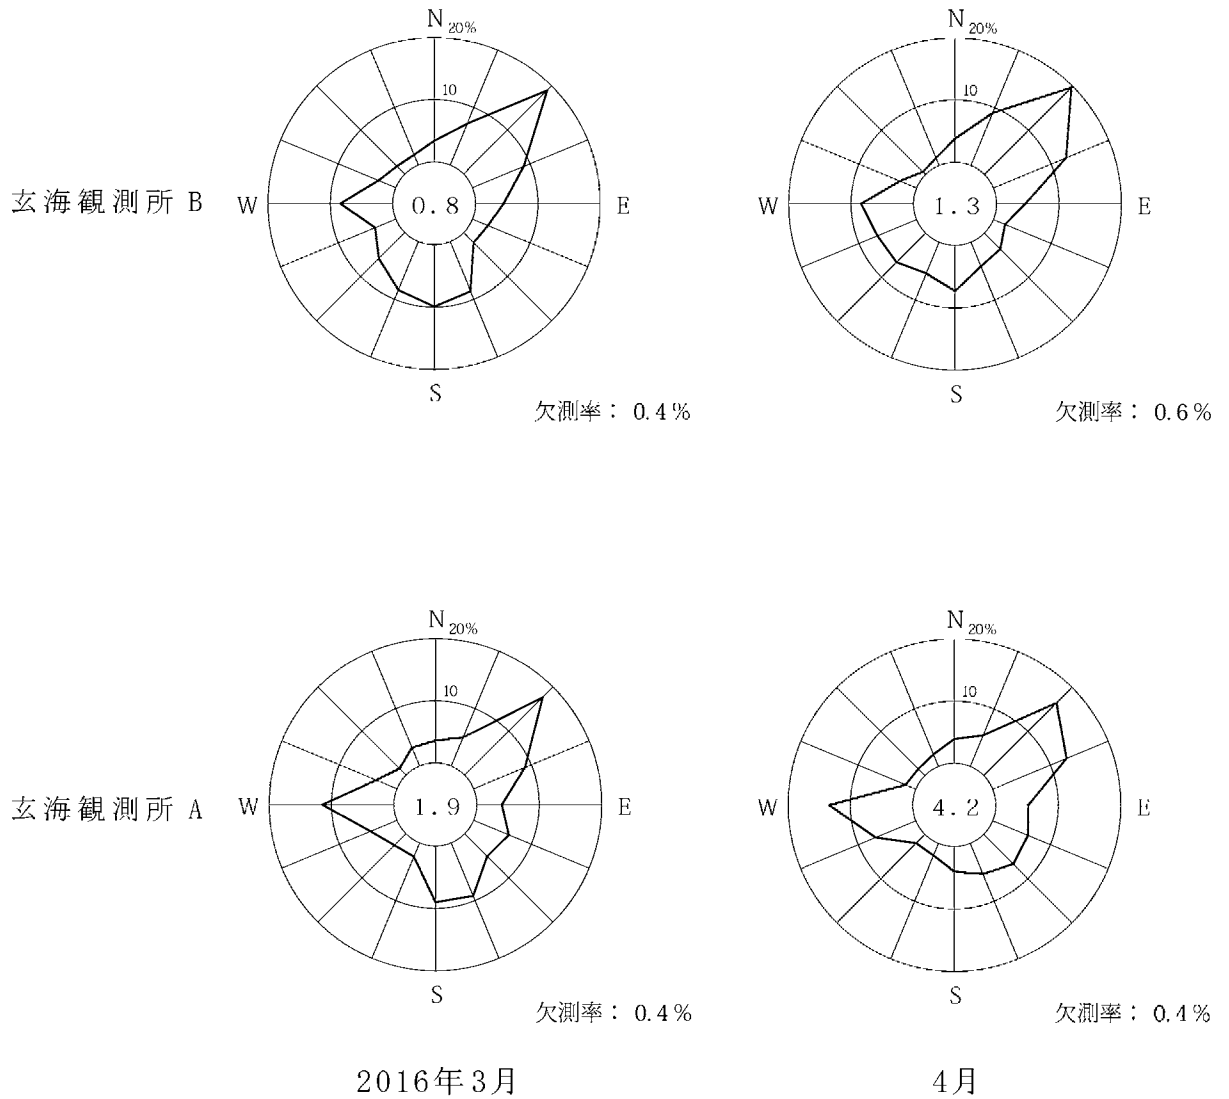 N 20% N 20%
10 10
玄海観測所 B W 0.8 E W 1.3 E
S S
欠測率： 0.4% 欠測率： 0.6%
N 20% N 20%
10 10
玄海観測所 A W 1.9 E W 4.2 E
S S
欠測率： 0.4% 欠測率： 0.4%
2016年3月 4月